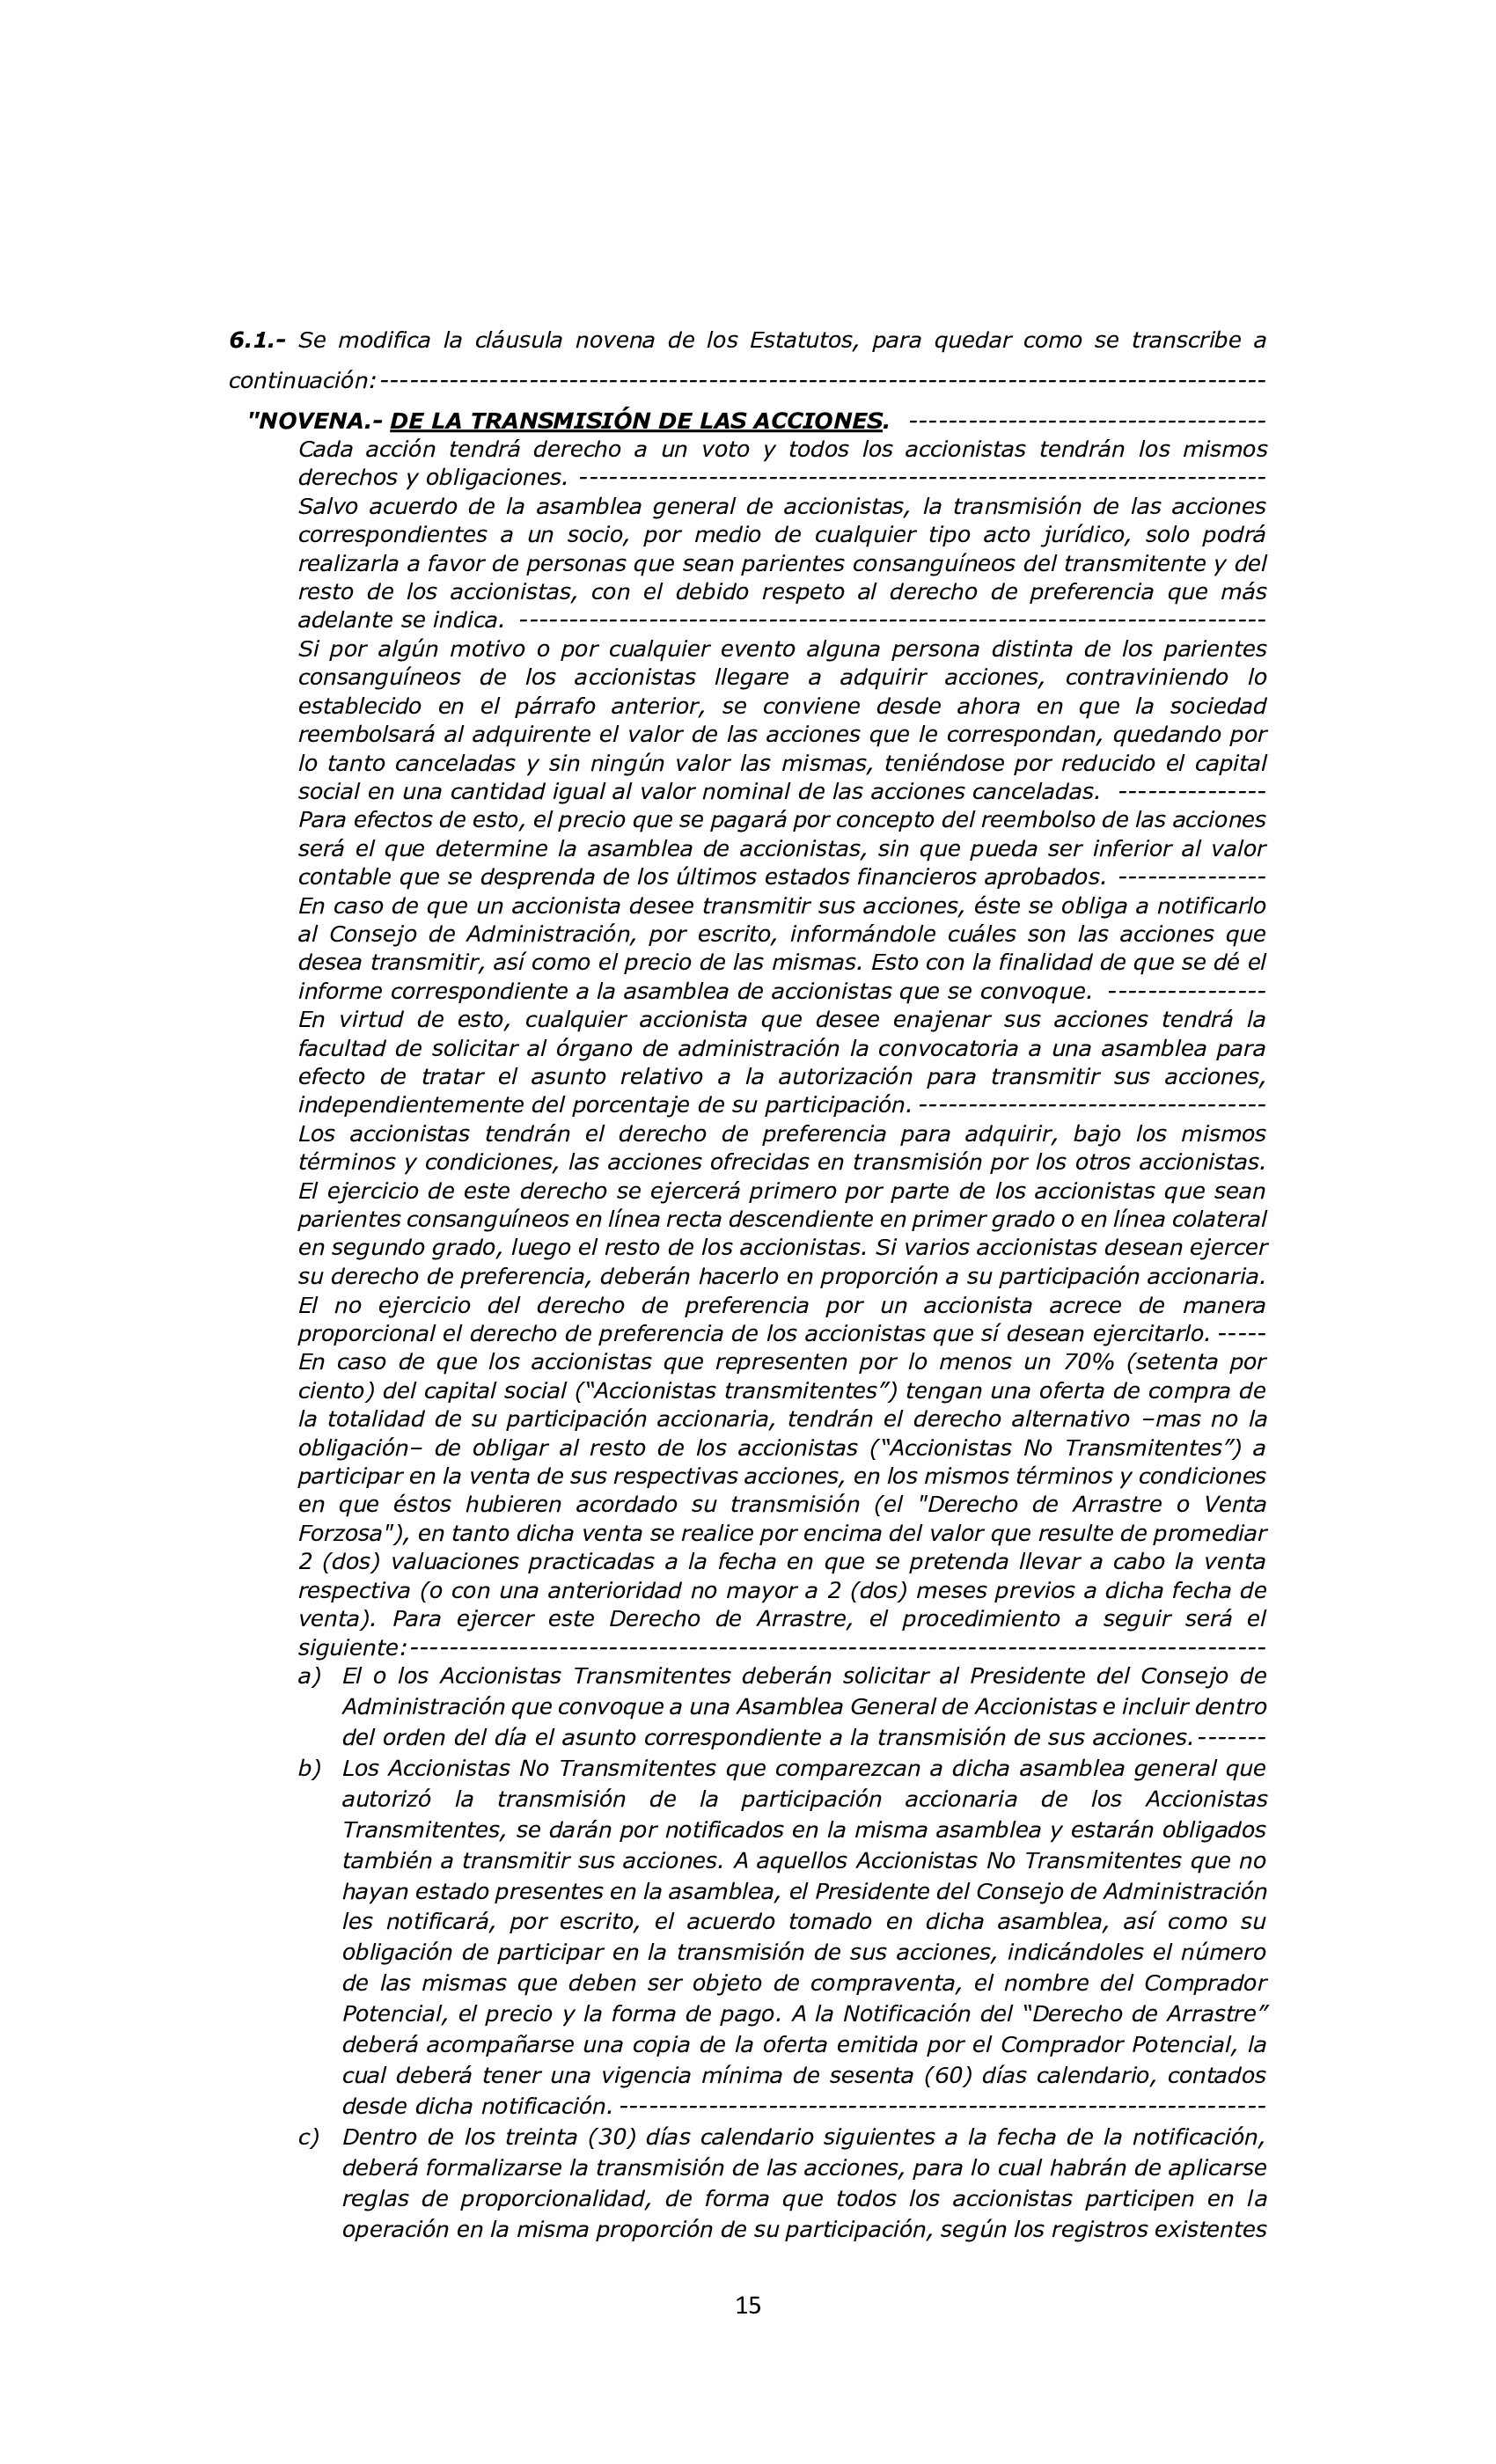 6.1.- Se modifica la cláusula novena de los Estatutos, para quedar como se transcribe a
continuación:------------------------------------------------------------------------------------------
"NOVENA.- DE LA TRANSMISIÓN DE LAS ACCIONES. ------------------------------------
Cada acción tendrá derecho a un voto y todos los accionistas tendrán los mismos
derechos y obligaciones. ----------------------------------------------------------------------
Salvo acuerdo de la asamblea general de accionistas, la transmisión de las acciones
correspondientes a un socio, por medio de cualquier tipo acto jurídico, solo podrá
realizarla a favor de personas que sean parientes consanguíneos del transmitente y del
resto de los accionistas, con el debido respeto al derecho de preferencia que más
adelante se indica. ----------------------------------------------------------------------------
Si por algún motivo o por cualquier evento alguna persona distinta de los parientes
consanguíneos de los accionistas llegare a adquirir acciones, contraviniendo lo
establecido en el párrafo anterior, se conviene desde ahora en que la sociedad
reembolsará al adquirente el valor de las acciones que le correspondan, quedando por
lo tanto canceladas y sin ningún valor las mismas, teniéndose por reducido el capital
social en una cantidad igual al valor nominal de las acciones canceladas. ---------------
Para efectos de esto, el precio que se pagará por concepto del reembolso de las acciones
será el que determine la asamblea de accionistas, sin que pueda ser inferior al valor
contable que se desprenda de los últimos estados financieros aprobados. ---------------
En caso de que un accionista desee transmitir sus acciones, éste se obliga a notificarlo
al Consejo de Administración, por escrito, informándole cuáles son las acciones que
desea transmitir, así como el precio de las mismas. Esto con la finalidad de que se dé el
informe correspondiente a la asamblea de accionistas que se convoque. ----------------
En virtud de esto, cualquier accionista que desee enajenar sus acciones tendrá la
facultad de solicitar al órgano de administración la convocatoria a una asamblea para
efecto de tratar el asunto relativo a la autorización para transmitir sus acciones,
independientemente del porcentaje de su participación. -----------------------------------
Los accionistas tendrán el derecho de preferencia para adquirir, bajo los mismos
términos y condiciones, las acciones ofrecidas en transmisión por los otros accionistas.
El ejercicio de este derecho se ejercerá primero por parte de los accionistas que sean
parientes consanguíneos en línea recta descendiente en primer grado o en línea colateral
en segundo grado, luego el resto de los accionistas. Si varios accionistas desean ejercer
su derecho de preferencia, deberán hacerlo en proporción a su participación accionaria.
El no ejercicio del derecho de preferencia por un accionista acrece de manera
proporcional el derecho de preferencia de los accionistas que sí desean ejercitarlo. -----
En caso de que los accionistas que representen por lo menos un 70% (setenta por
ciento) del capital social (“Accionistas transmitentes”) tengan una oferta de compra de
la totalidad de su participación accionaria, tendrán el derecho alternativo –mas no la
obligación– de obligar al resto de los accionistas (“Accionistas No Transmitentes”) a
participar en la venta de sus respectivas acciones, en los mismos términos y condiciones
en que éstos hubieren acordado su transmisión (el "Derecho de Arrastre o Venta
Forzosa"), en tanto dicha venta se realice por encima del valor que resulte de promediar
2 (dos) valuaciones practicadas a la fecha en que se pretenda llevar a cabo la venta
respectiva (o con una anterioridad no mayor a 2 (dos) meses previos a dicha fecha de
venta). Para ejercer este Derecho de Arrastre, el procedimiento a seguir será el
siguiente:---------------------------------------------------------------------------------------
a) El o los Accionistas Transmitentes deberán solicitar al Presidente del Consejo de
Administración que convoque a una Asamblea General de Accionistas e incluir dentro
del orden del día el asunto correspondiente a la transmisión de sus acciones.-------
b) Los Accionistas No Transmitentes que comparezcan a dicha asamblea general que
autorizó la transmisión de la participación accionaria de los Accionistas
Transmitentes, se darán por notificados en la misma asamblea y estarán obligados
también a transmitir sus acciones. A aquellos Accionistas No Transmitentes que no
hayan estado presentes en la asamblea, el Presidente del Consejo de Administración
les notificará, por escrito, el acuerdo tomado en dicha asamblea, así como su
obligación de participar en la transmisión de sus acciones, indicándoles el número
de las mismas que deben ser objeto de compraventa, el nombre del Comprador
Potencial, el precio y la forma de pago. A la Notificación del “Derecho de Arrastre”
deberá acompañarse una copia de la oferta emitida por el Comprador Potencial, la
cual deberá tener una vigencia mínima de sesenta (60) días calendario, contados
desde dicha notificación. ------------------------------------------------------------------
c) Dentro de los treinta (30) días calendario siguientes a la fecha de la notificación,
deberá formalizarse la transmisión de las acciones, para lo cual habrán de aplicarse
reglas de proporcionalidad, de forma que todos los accionistas participen en la
operación en la misma proporción de su participación, según los registros existentes
15